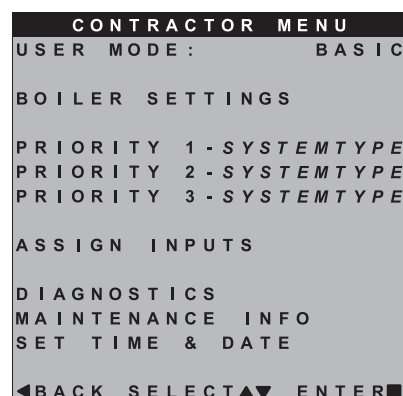 CONTRACTOR MENU
USER MODE: BASIC
BOILER SETTINGS
PRIORITY 1-SYSTEMTYPE
PRIORITY 2-SYSTEMTYPE
PRIORITY 3-SYSTEMTYPE
ASSIGN INPUTS
DIAGNOSTICS
MAINTENANCE INFO
SET TIME & DATE
◀BACK SELECT▲▼ ENTER■